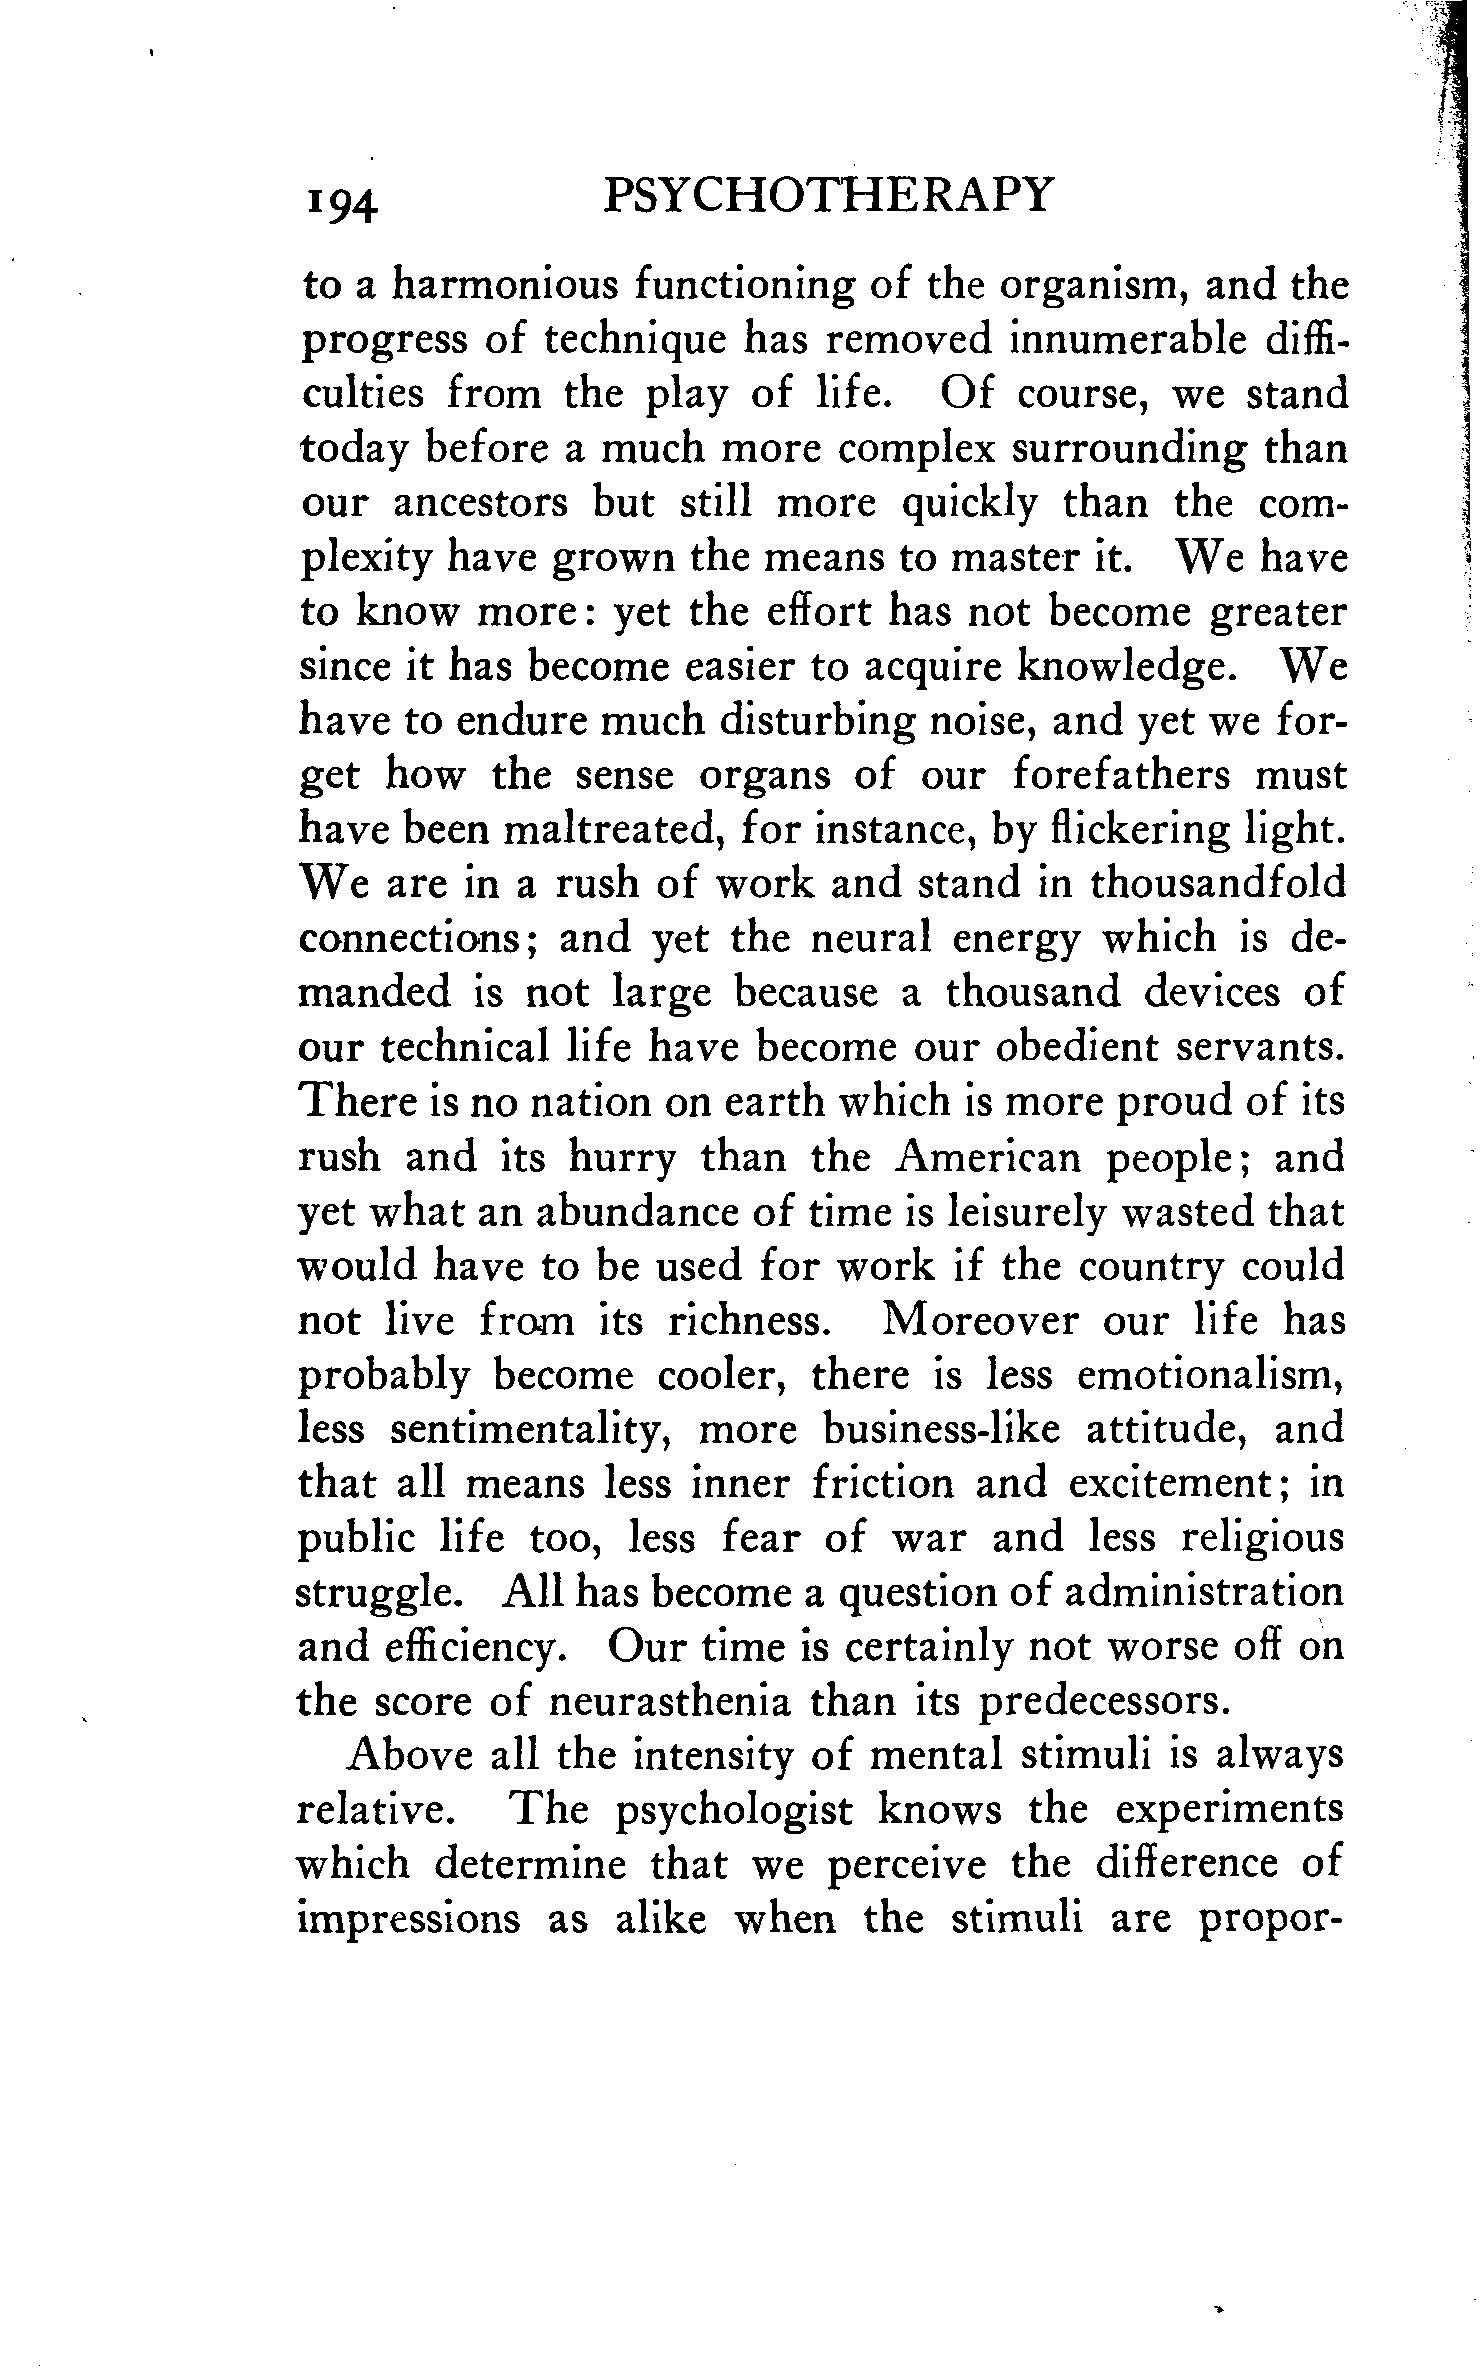 194 PSYCHOTHERAPY
to a harmonious functioning of the organism, and the
progress of technique has removed innumerable diffi-
culties from the play of life. Of course, we stand
today before a much more complex surrounding than
our ancestors but still more quickly than the com-
plexity have grown the means to master it. We have
to know more: yet the effort has not become greater
since it has become easier to acquire knowledge. We
have to endure much disturbing noise, and yet we for-
get how the sense organs of our forefathers must
have been maltreated, for instance, by flickering light.
We are in a rush of work and stand in thousandfold
connections; and yet the neural energy which is de-
manded is not large because a thousand devices of
our technical life have become our obedient servants.
There is no nation on earth which is more proud of its
rush and its hurry than the American people; and
yet what an abundance of time is leisurely wasted that
would have to be used for work if the country could
not live from its richness. Moreover our life has
probably become cooler, there is less emotionalism,
less sentimentality, more business-like attitude, and
that all means less inner friction and excitement; in
public life too, less fear of war and less religious
struggle. All has become a question of administration
and efficiency. Our time is certainly not worse off on
the score of neurasthenia than its predecessors.
Above all the intensity of mental stimuli is always
relative. The psychologist knows the experiments
which determine that we perceive the difference of
impressions as alike when the stimuli are propor-